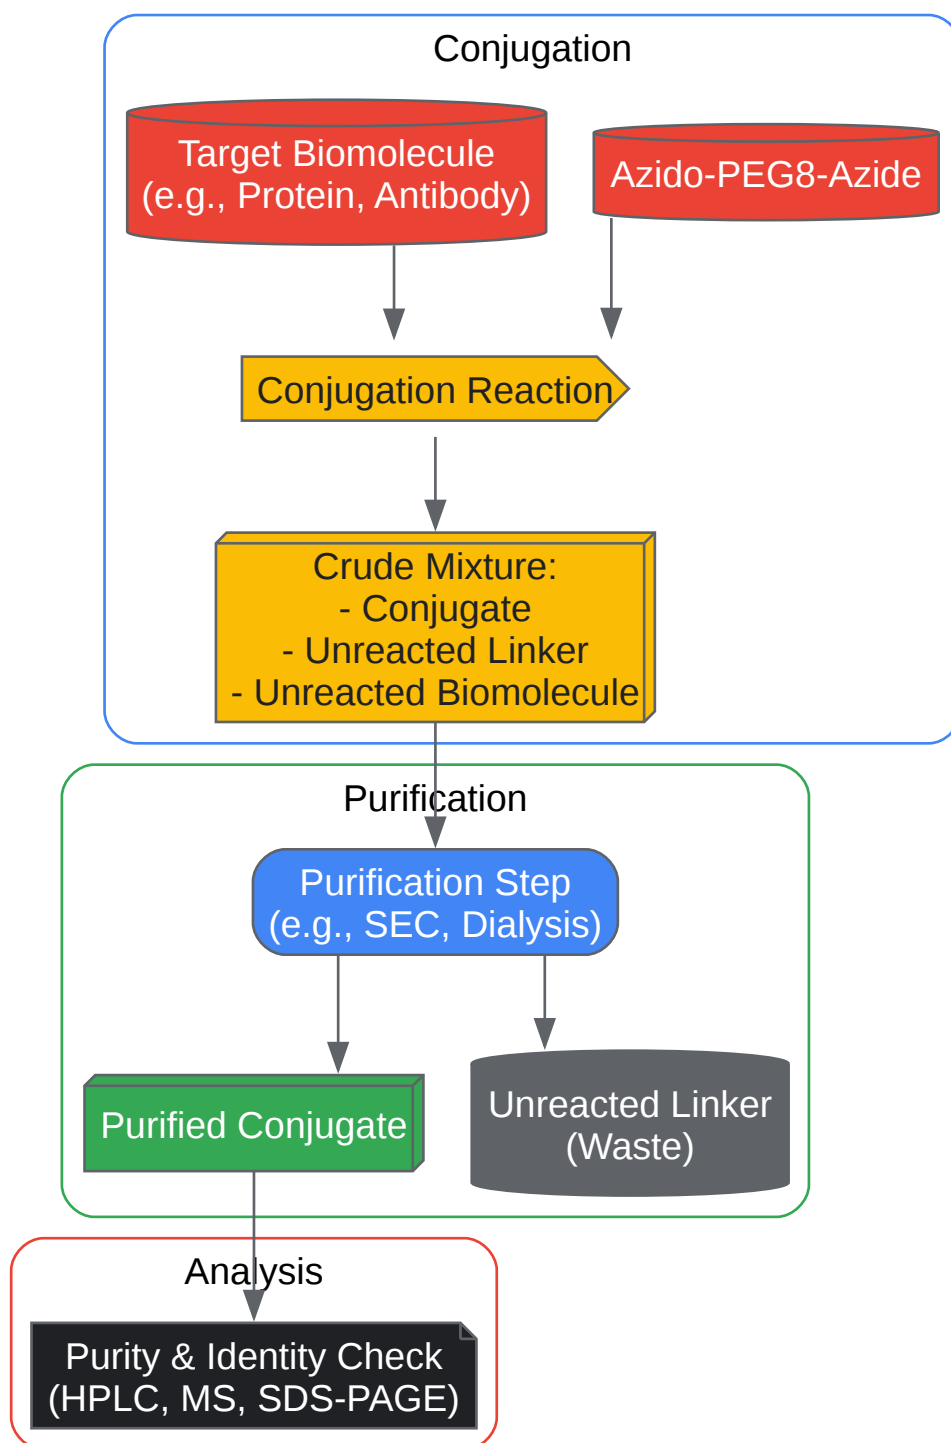 Conjugation
Target Biomolecule
(e.g., Protein, Antibody)
Azido-PEG8-Azide
Conjugation Reaction
Crude Mixture:
- Conjugate
- Unreacted Linker
- Unreacted Biomolecule
Purification
Purification Step
(e.g., SEC, Dialysis)
Purified Conjugate
Unreacted Linker
(Waste)
Analysis
Purity & Identity Check
(HPLC, MS, SDS-PAGE)